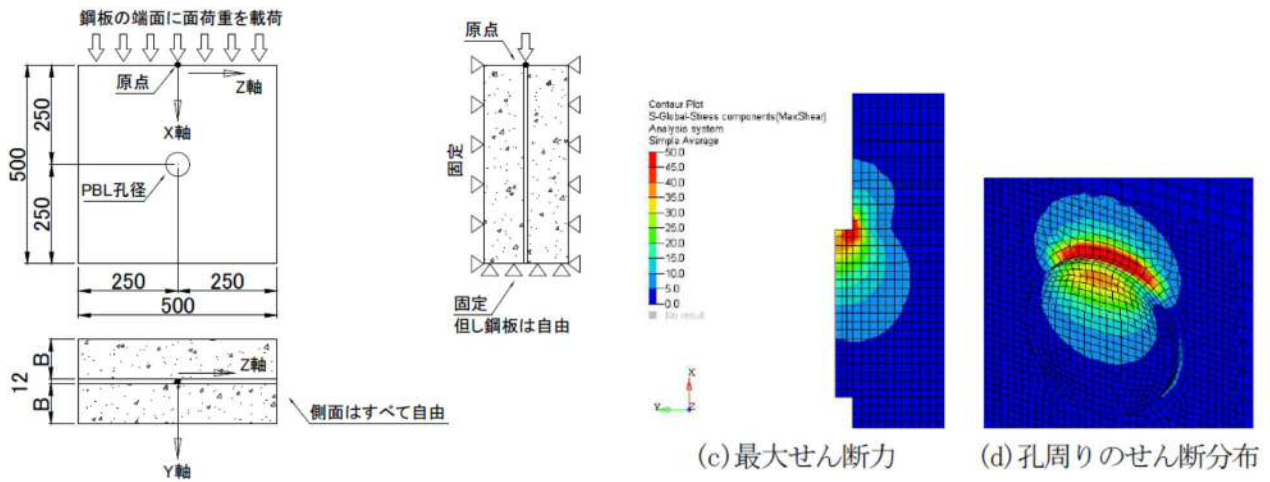 鋼板の端面に面荷重を載荷
原点
Z軸
X軸
PBL孔径
500
250
250
250
250
500
12
B
B
Z軸
Y軸
側面はすべて自由
原点
固定
固定
但し鋼板は自由
Contour Plot
S-Global-Stress components(MaxShear)
Analysis system
Simple Average
50.0
45.0
40.0
35.0
30.0
25.0
20.0
15.0
10.0
5.0
0.0
No result
X
Y
Z
(c)最大せん断力
(d)孔周りのせん断分布